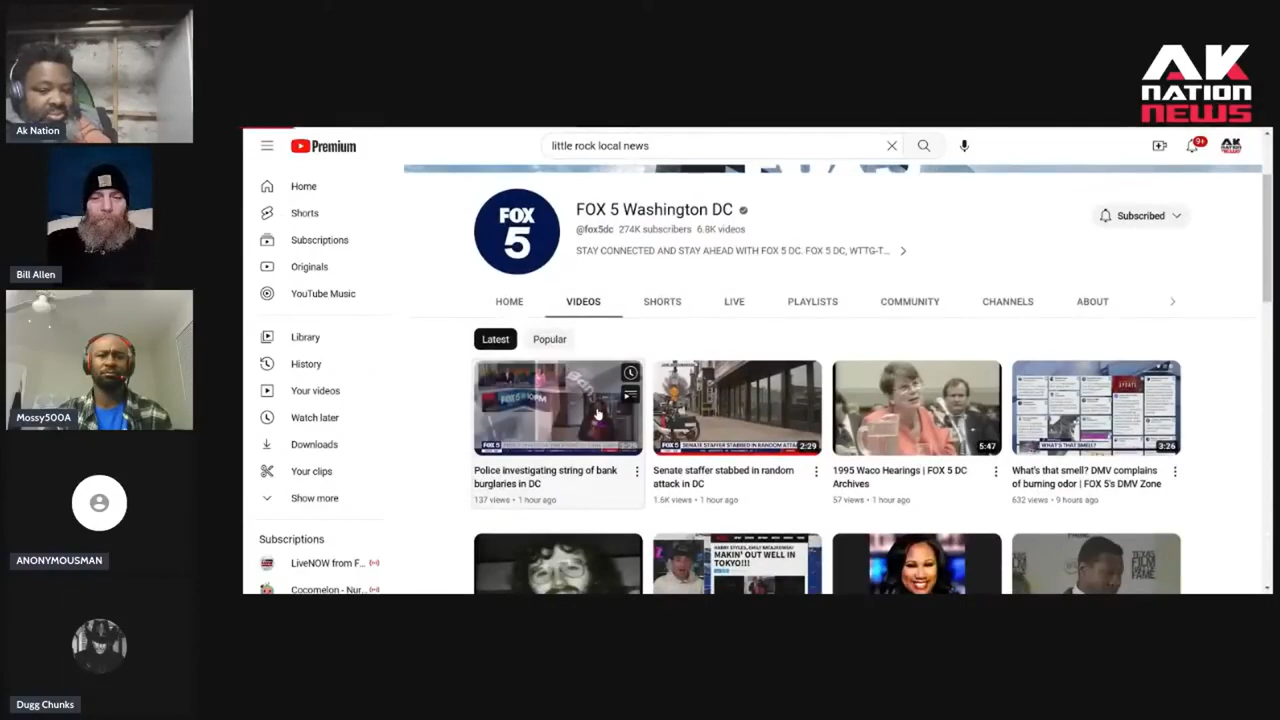 Ak Nation
Bill Allen
Mossy500A
ANONYMOUSMAN
Dugg Chunks
AK
NATION
NEWS
Premium
little rock local news
9+
Home
Shorts
Subscriptions
Originals
YouTube Music
Library
History
Your videos
Watch later
Downloads
Your clips
Show more
Subscriptions
LiveNOW from F...
Cocomelon - Nur...
FOX
5
FOX 5 Washington DC
@fox5dc 274K subscribers 6.8K videos
STAY CONNECTED AND STAY AHEAD WITH FOX 5 DC. FOX 5 DC, WTTG-T...
Subscribed
HOME VIDEOS SHORTS LIVE PLAYLISTS COMMUNITY CHANNELS ABOUT
Latest Popular
2:29
5:47
UPDATE
WHAT'S THAT SMELL?
3:26
Police investigating string of bank
burglaries in DC
137 views • 1 hour ago
Senate staffer stabbed in random
attack in DC
1.6K views • 1 hour ago
1995 Waco Hearings | FOX 5 DC
Archives
57 views • 1 hour ago
What's that smell? DMV complains
of burning odor | FOX 5's DMV Zone
632 views • 9 hours ago
MAKIN' OUT WELL IN
TOKYO!!!